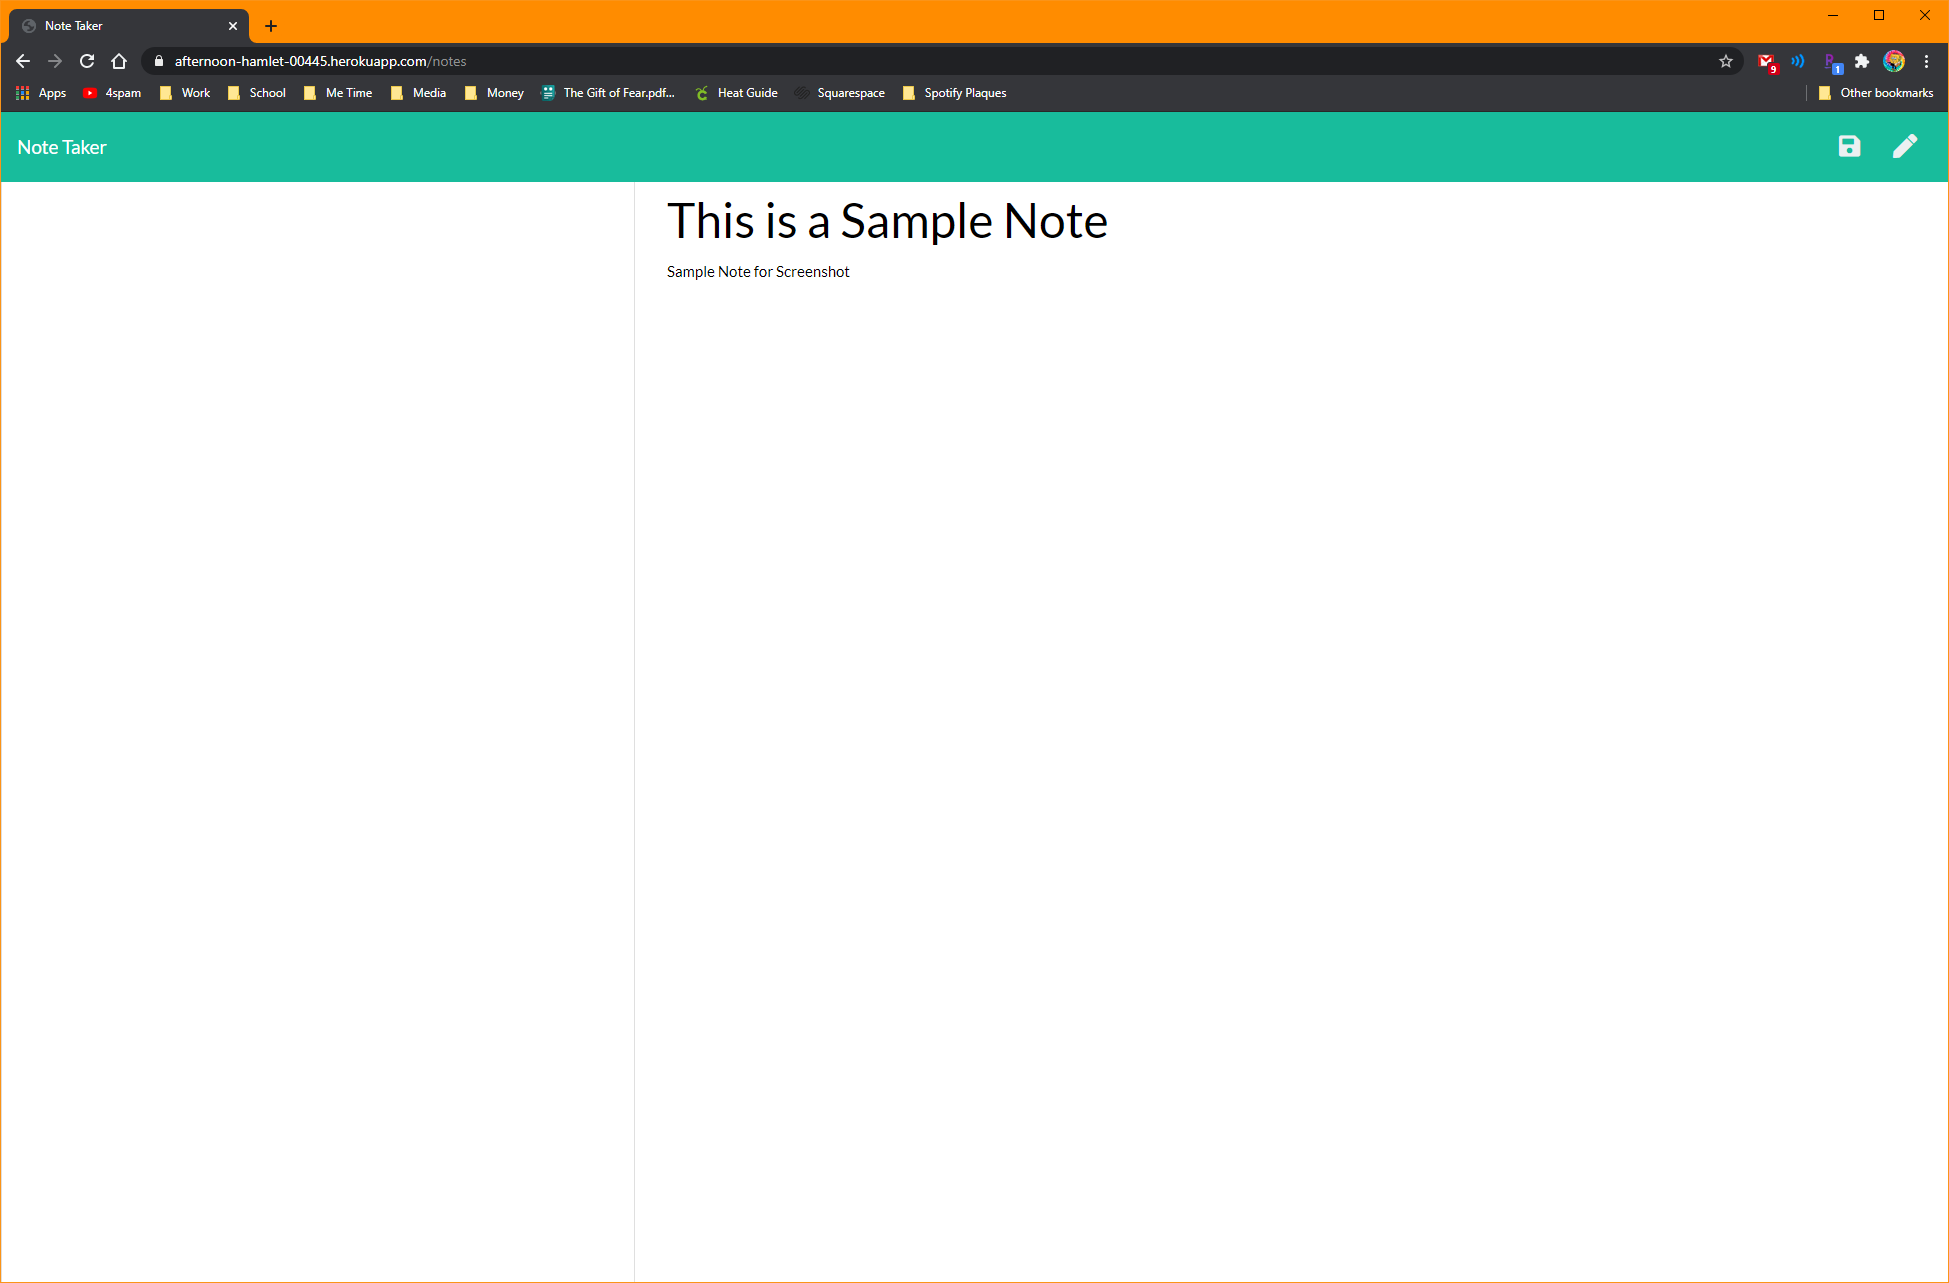 Note Taker
afternoon-hamlet-00445.herokuapp.com/notes
9
1
Apps 4spam Work School Me Time Media Money The Gift of Fear.pdf... Heat Guide Squarespace Spotify Plaques Other bookmarks
Note Taker
This is a Sample Note
Sample Note for Screenshot